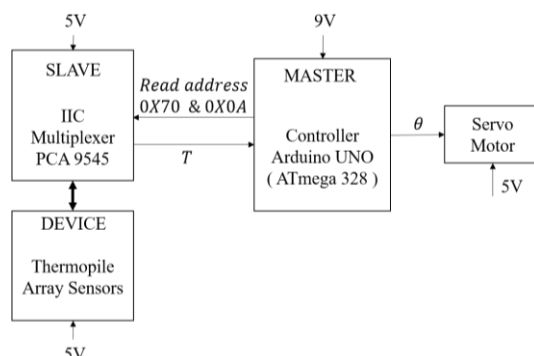 5V
9V
SLAVE
IIC
Multiplexer
PCA 9545
Read address
0X70 & 0X0A
T
MASTER
Controller
Arduino UNO
( ATmega 328 )
θ
Servo
Motor
5V
DEVICE
Thermopile
Array Sensors
5V